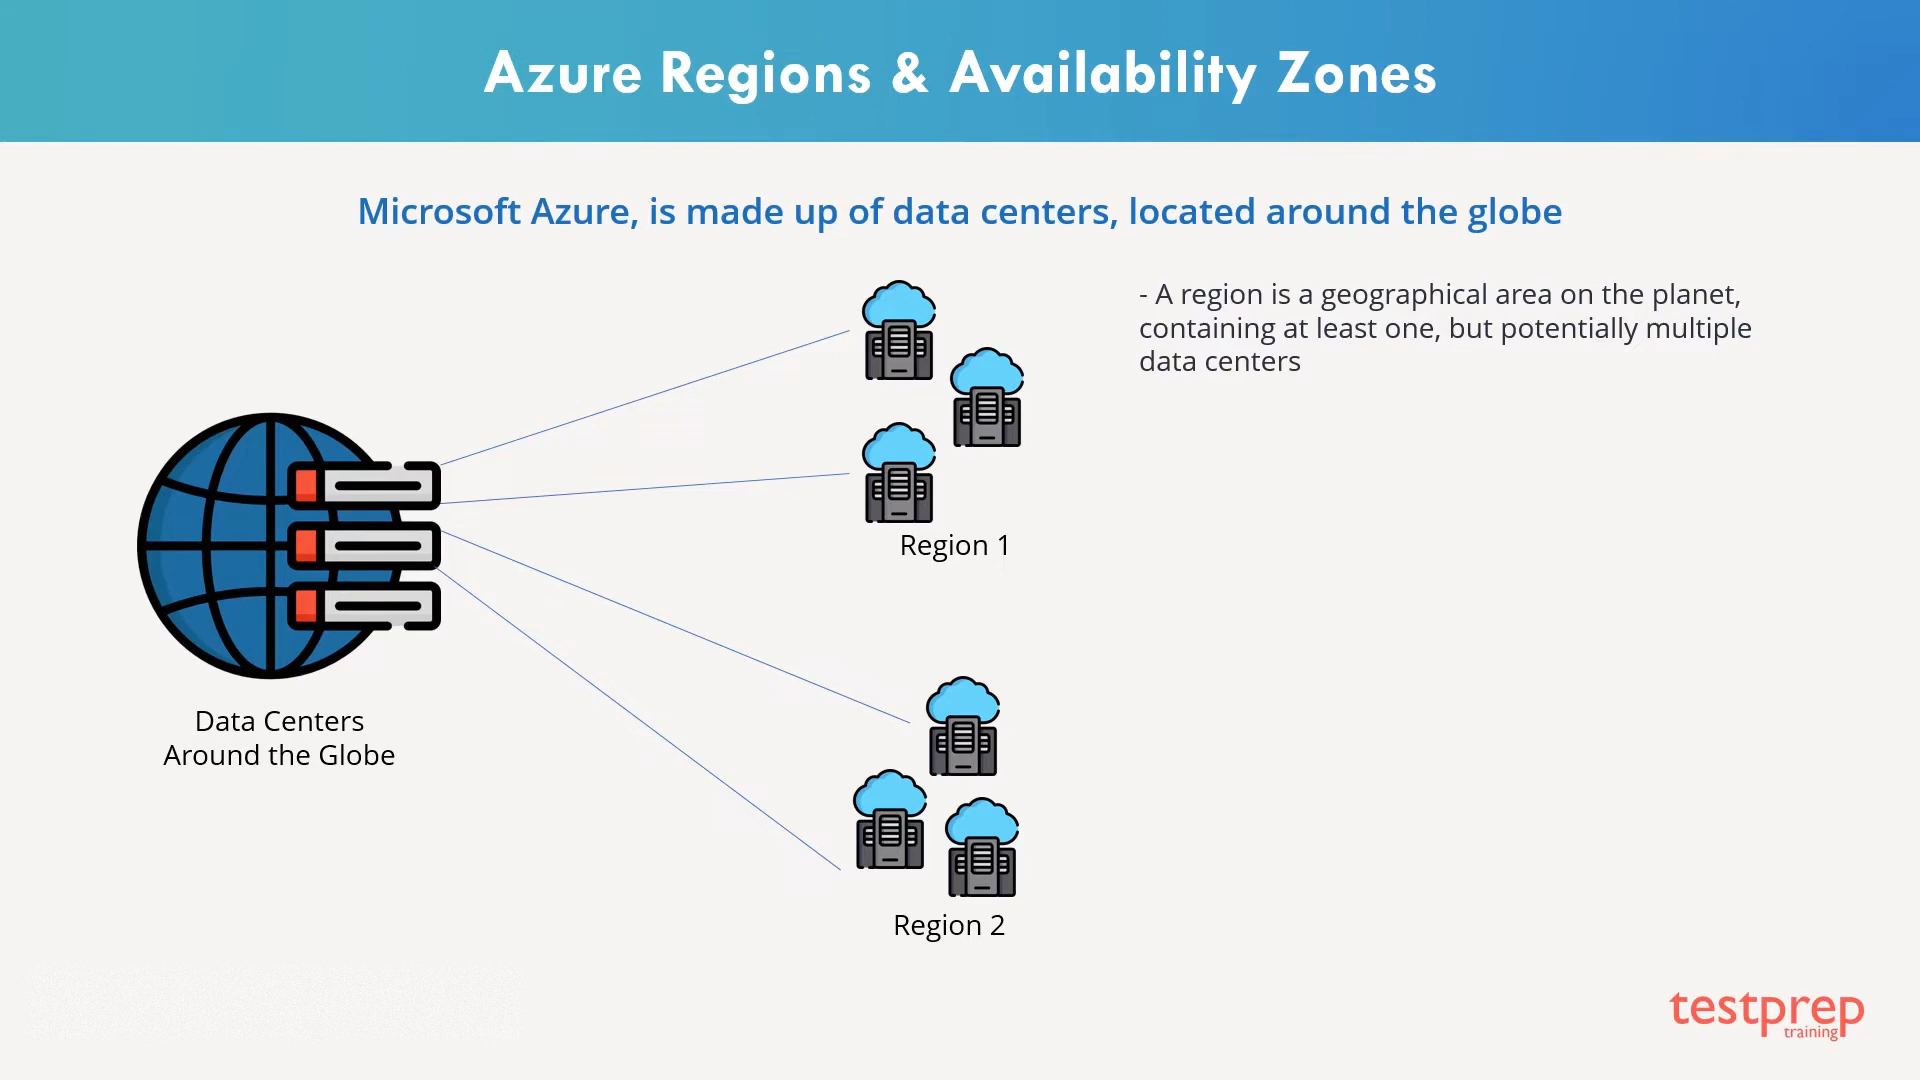 Azure Regions & Availability Zones
Microsoft Azure, is made up of data centers, located around the globe
- A region is a geographical area on the planet,
containing at least one, but potentially multiple
data centers
Region 1
Data Centers
Around the Globe
Region 2
testprep
training